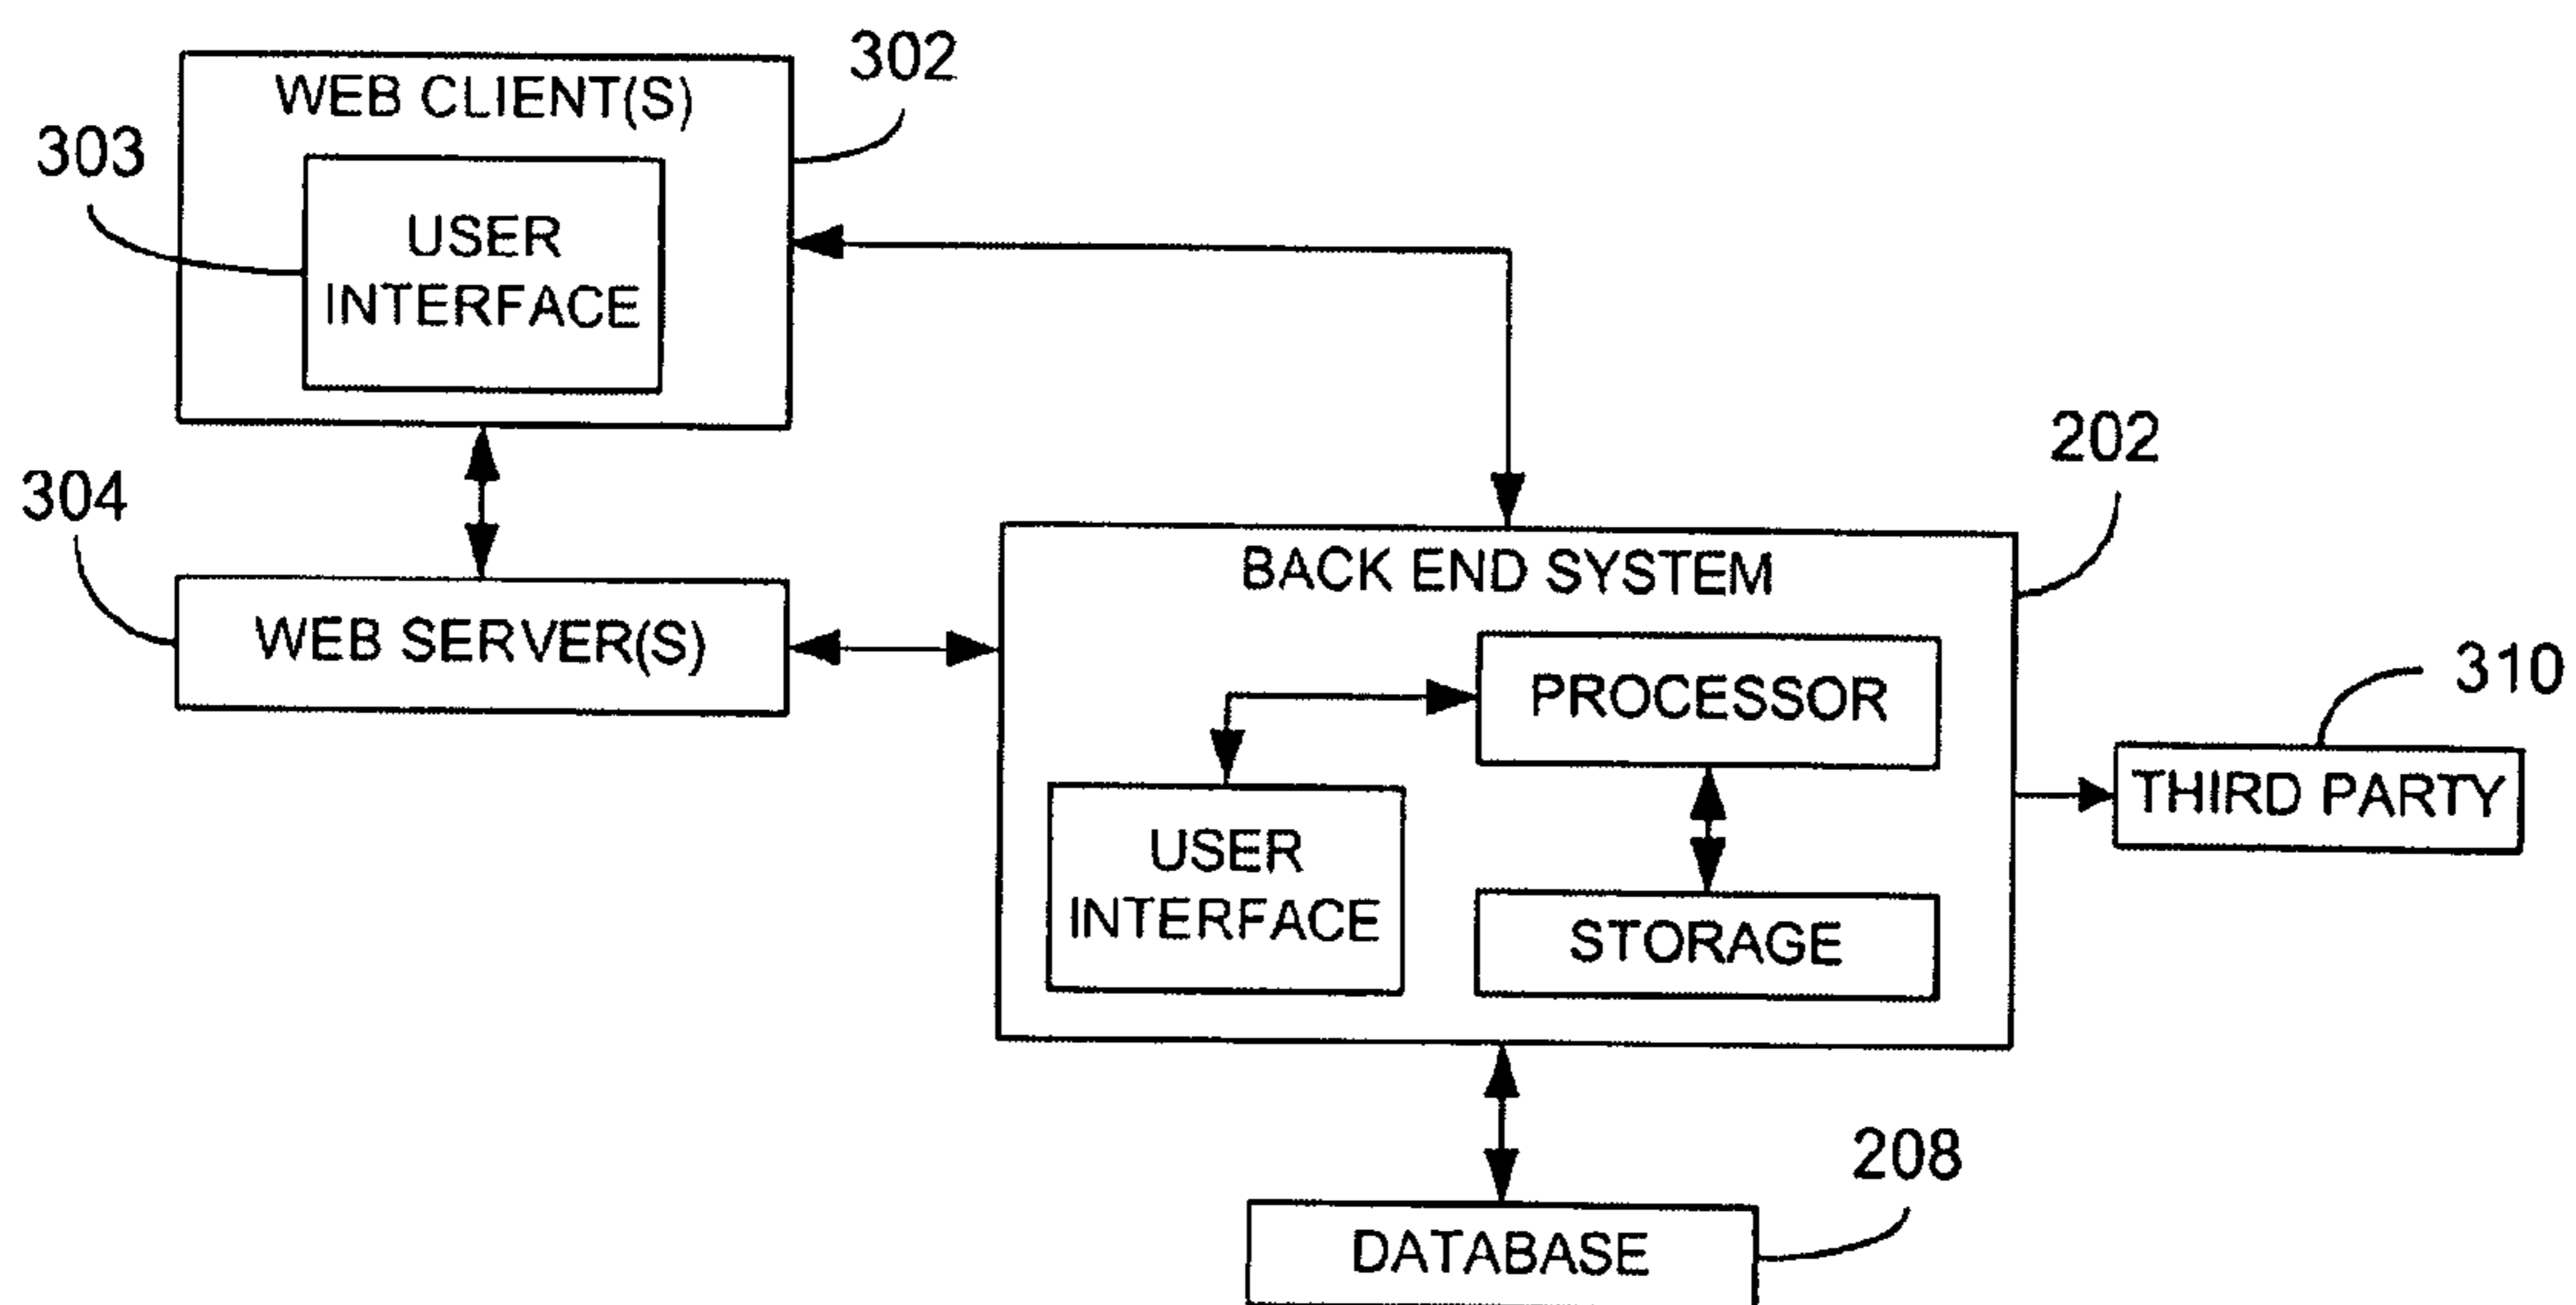 302
WEB CLIENT(S)
303
USER
INTERFACE
304
WEB SERVER(S)
202
BACK END SYSTEM
PROCESSOR
USER
INTERFACE
STORAGE
310
THIRD PARTY
208
DATABASE